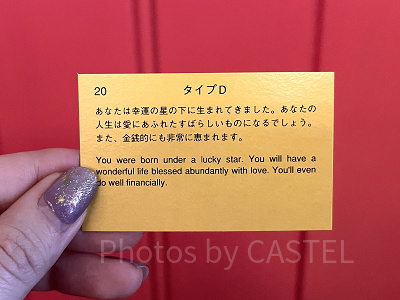 20 タイプD
あなたは幸運の星の下に生まれてきました。あなたの
人生は愛にあふれたすばらしいものになるでしょう。
また、金銭的にも非常に恵まれます。
You were born under a lucky star. You will have a
wonderful life blessed abundantly with love. You'll even
do well financially.
Photos by CASTEL